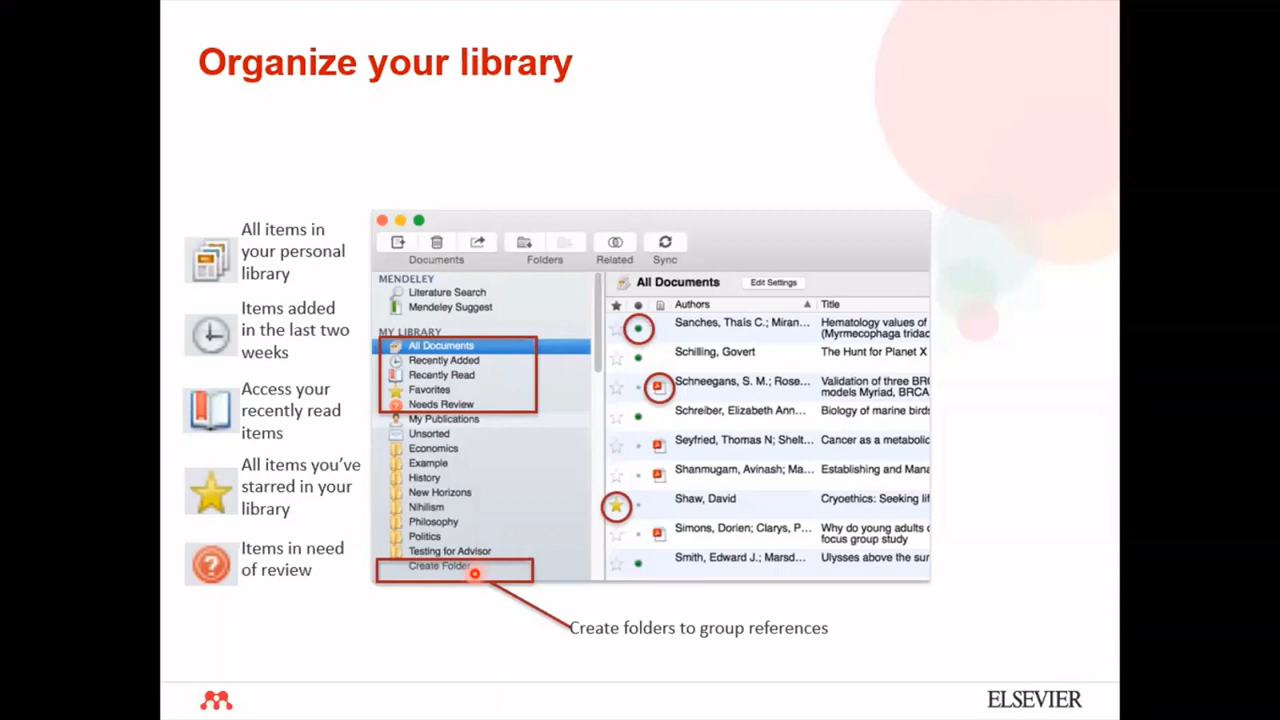 Organize your library
All items in
your personal
library
Items added
in the last two
weeks
Access your
recently read
items
All items you've
starred in your
library
Items in need
of review
Documents
Folders
Related
Sync
MENDELEY
Literature Search
Mendeley Suggest
MY LIBRARY
All Documents
Recently Added
Recently Read
Favorites
Needs Review
My Publications
Unsorted
Economics
Example
History
New Horizons
Nihilism
Philosophy
Politics
Testing for Advisor
Create Folder
All Documents Edit Settings
Authors Title
Sanches, Thaís C.; Miran... Hematology values of
(Myrmecophaga tridac
Schilling, Govert The Hunt for Planet X
Schneegans, S. M.; Rose... Validation of three BRC
models Myriad, BRCA
Schreiber, Elizabeth Ann... Biology of marine birds
Seyfried, Thomas N; Shelt... Cancer as a metabolic
Shanmugam, Avinash; Ma... Establishing and Mana
Shaw, David Cryoethics: Seeking lif
Simons, Dorien; Clarys, P... Why do young adults
focus group study
Smith, Edward J.; Marsd... Ulysses above the sur
Create folders to group references
ELSEVIER